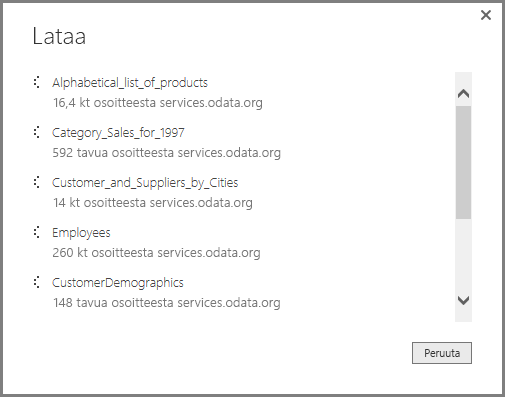 Lataa
Alphabetical_list_of_products
16,4 kt osoitteesta services.odata.org
Category_Sales_for_1997
592 tavua osoitteesta services.odata.org
Customer_and_Suppliers_by_Cities
14 kt osoitteesta services.odata.org
Employees
260 kt osoitteesta services.odata.org
CustomerDemographics
148 tavua osoitteesta services.odata.org
Peruuta